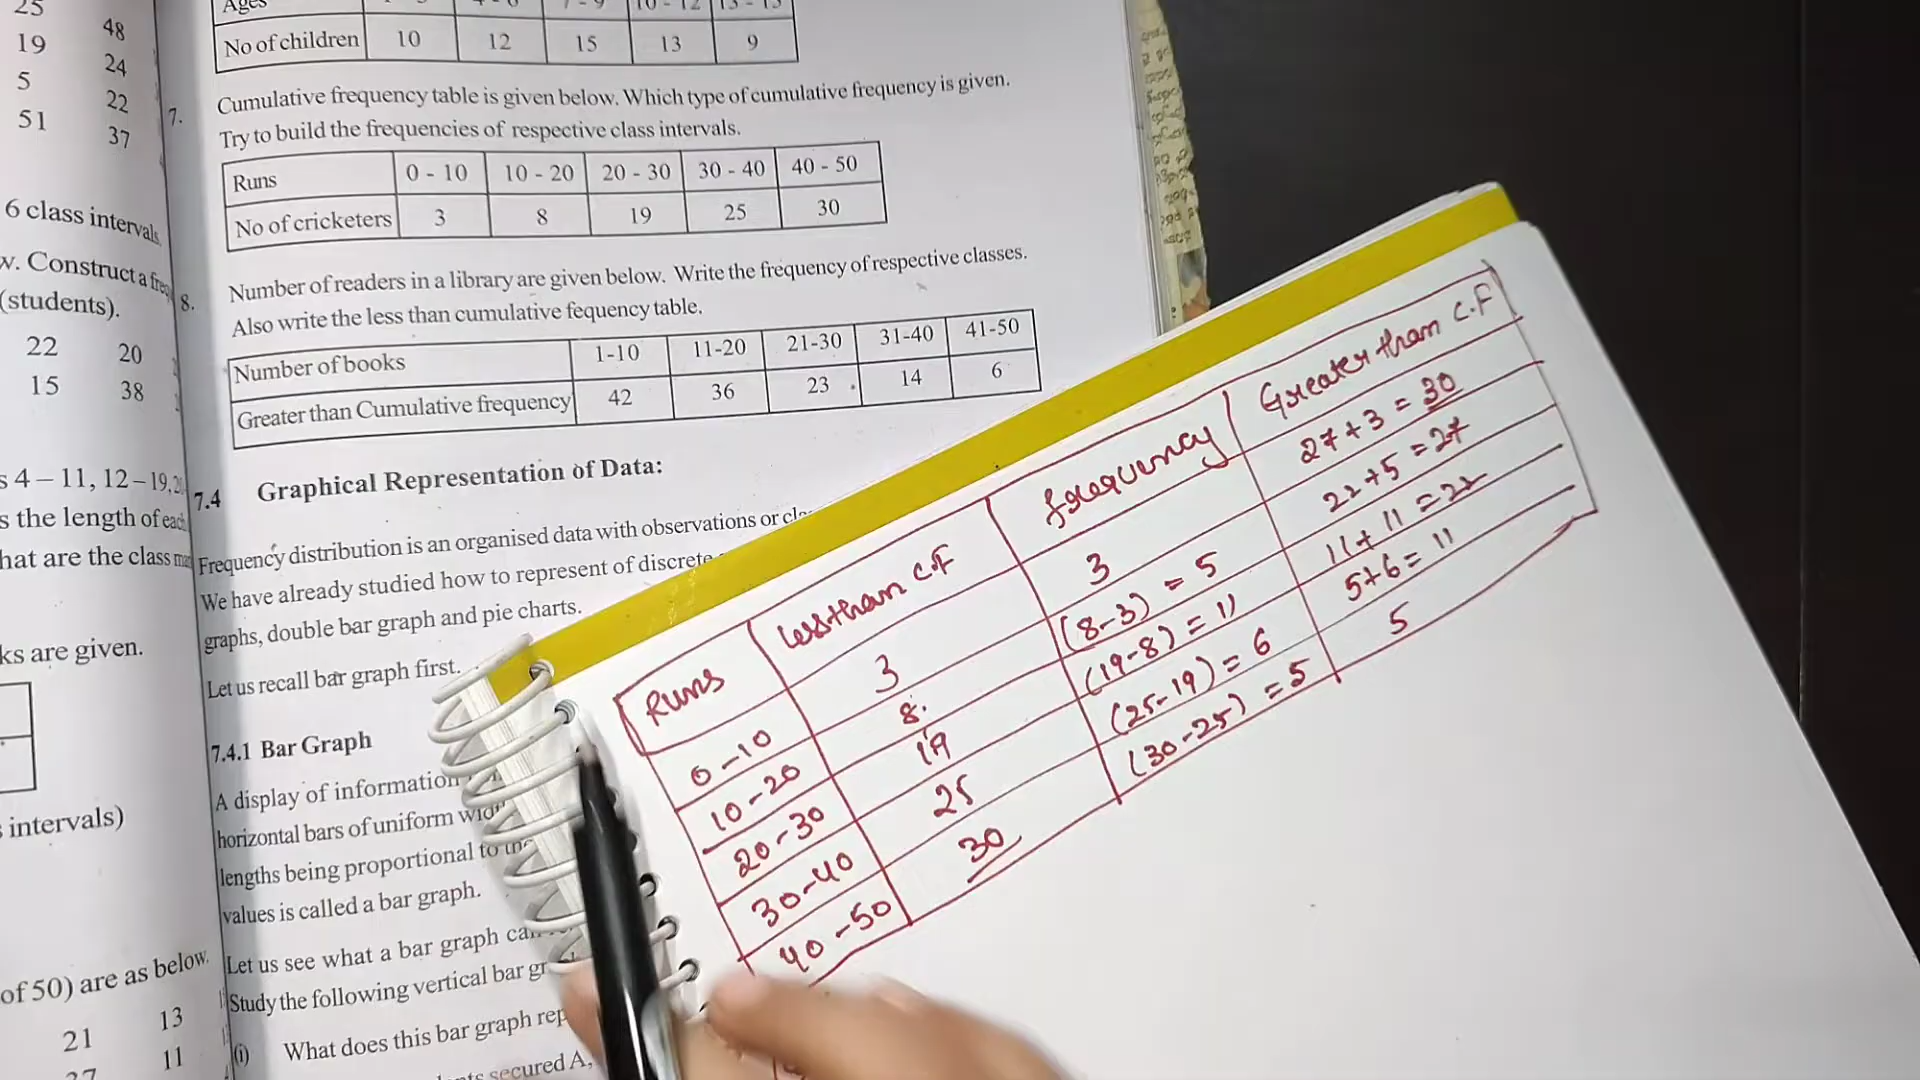 25
48
19
24
5
22
51
37
6 class intervals
(students).
22 20
15 38
s 4 – 11, 12 – 19,
s the length of each
hat are the class
ks are given.
intervals)
of 50) are as below.
21 13
11
Ages
No of children 10 12 15 13 9
7. Cumulative frequency table is given below. Which type of cumulative frequency is given.
Try to build the frequencies of respective class intervals.
Runs 0 - 10 10 - 20 20 - 30 30 - 40 40 - 50
No of cricketers 3 8 19 25 30
8. Number of readers in a library are given below. Write the frequency of respective classes.
Also write the less than cumulative fequency table.
Number of books 1-10 11-20 21-30 31-40 41-50
Greater than Cumulative frequency 42 36 23 14 6
7.4 Graphical Representation of Data:
Frequency distribution is an organised data with observations or
We have already studied how to represent of discrete
graphs, double bar graph and pie charts.
Let us recall bar graph first.
7.4.1 Bar Graph
A display of information
horizontal bars of uniform
lengths being proportional to
values is called a bar graph.
Let us see what a bar graph
Study the following vertical bar
(i) What does this bar graph
secured A,
Runs less than C.F frequency Greater than C.F
0-10 3 3 27+3=30
10-20 8 (8-3)=5 22+5=27
20-30 19 (19-8)=11 11+11=22
30-40 25 (25-19)=6 5+6=11
40-50 30 (30-25)=5 5